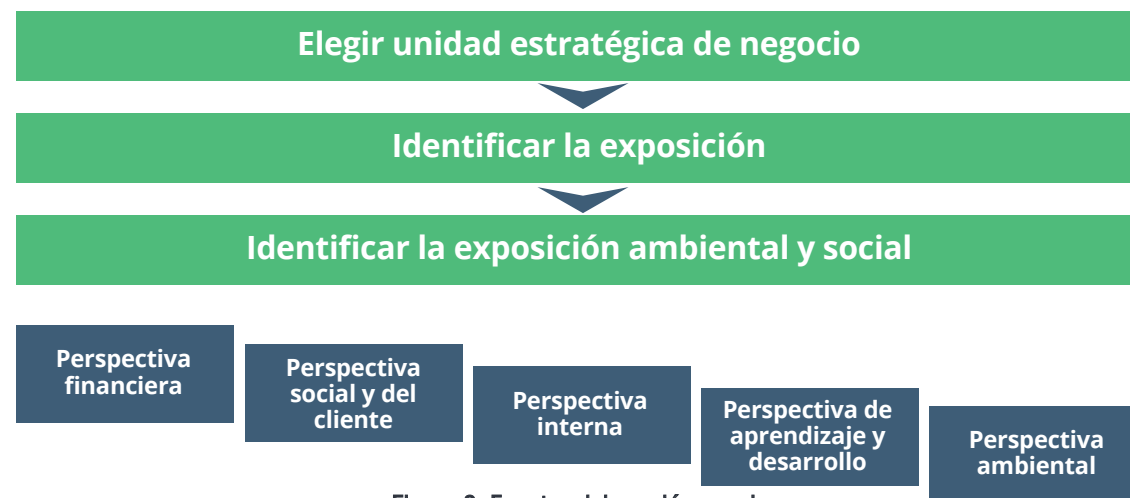 Elegir unidad estratégica de negocio
Identificar la exposición
Identificar la exposición ambiental y social
Perspectiva
financiera
Perspectiva
social y del
cliente
Perspectiva
interna
Perspectiva de
aprendizaje y
desarrollo
Perspectiva
ambiental